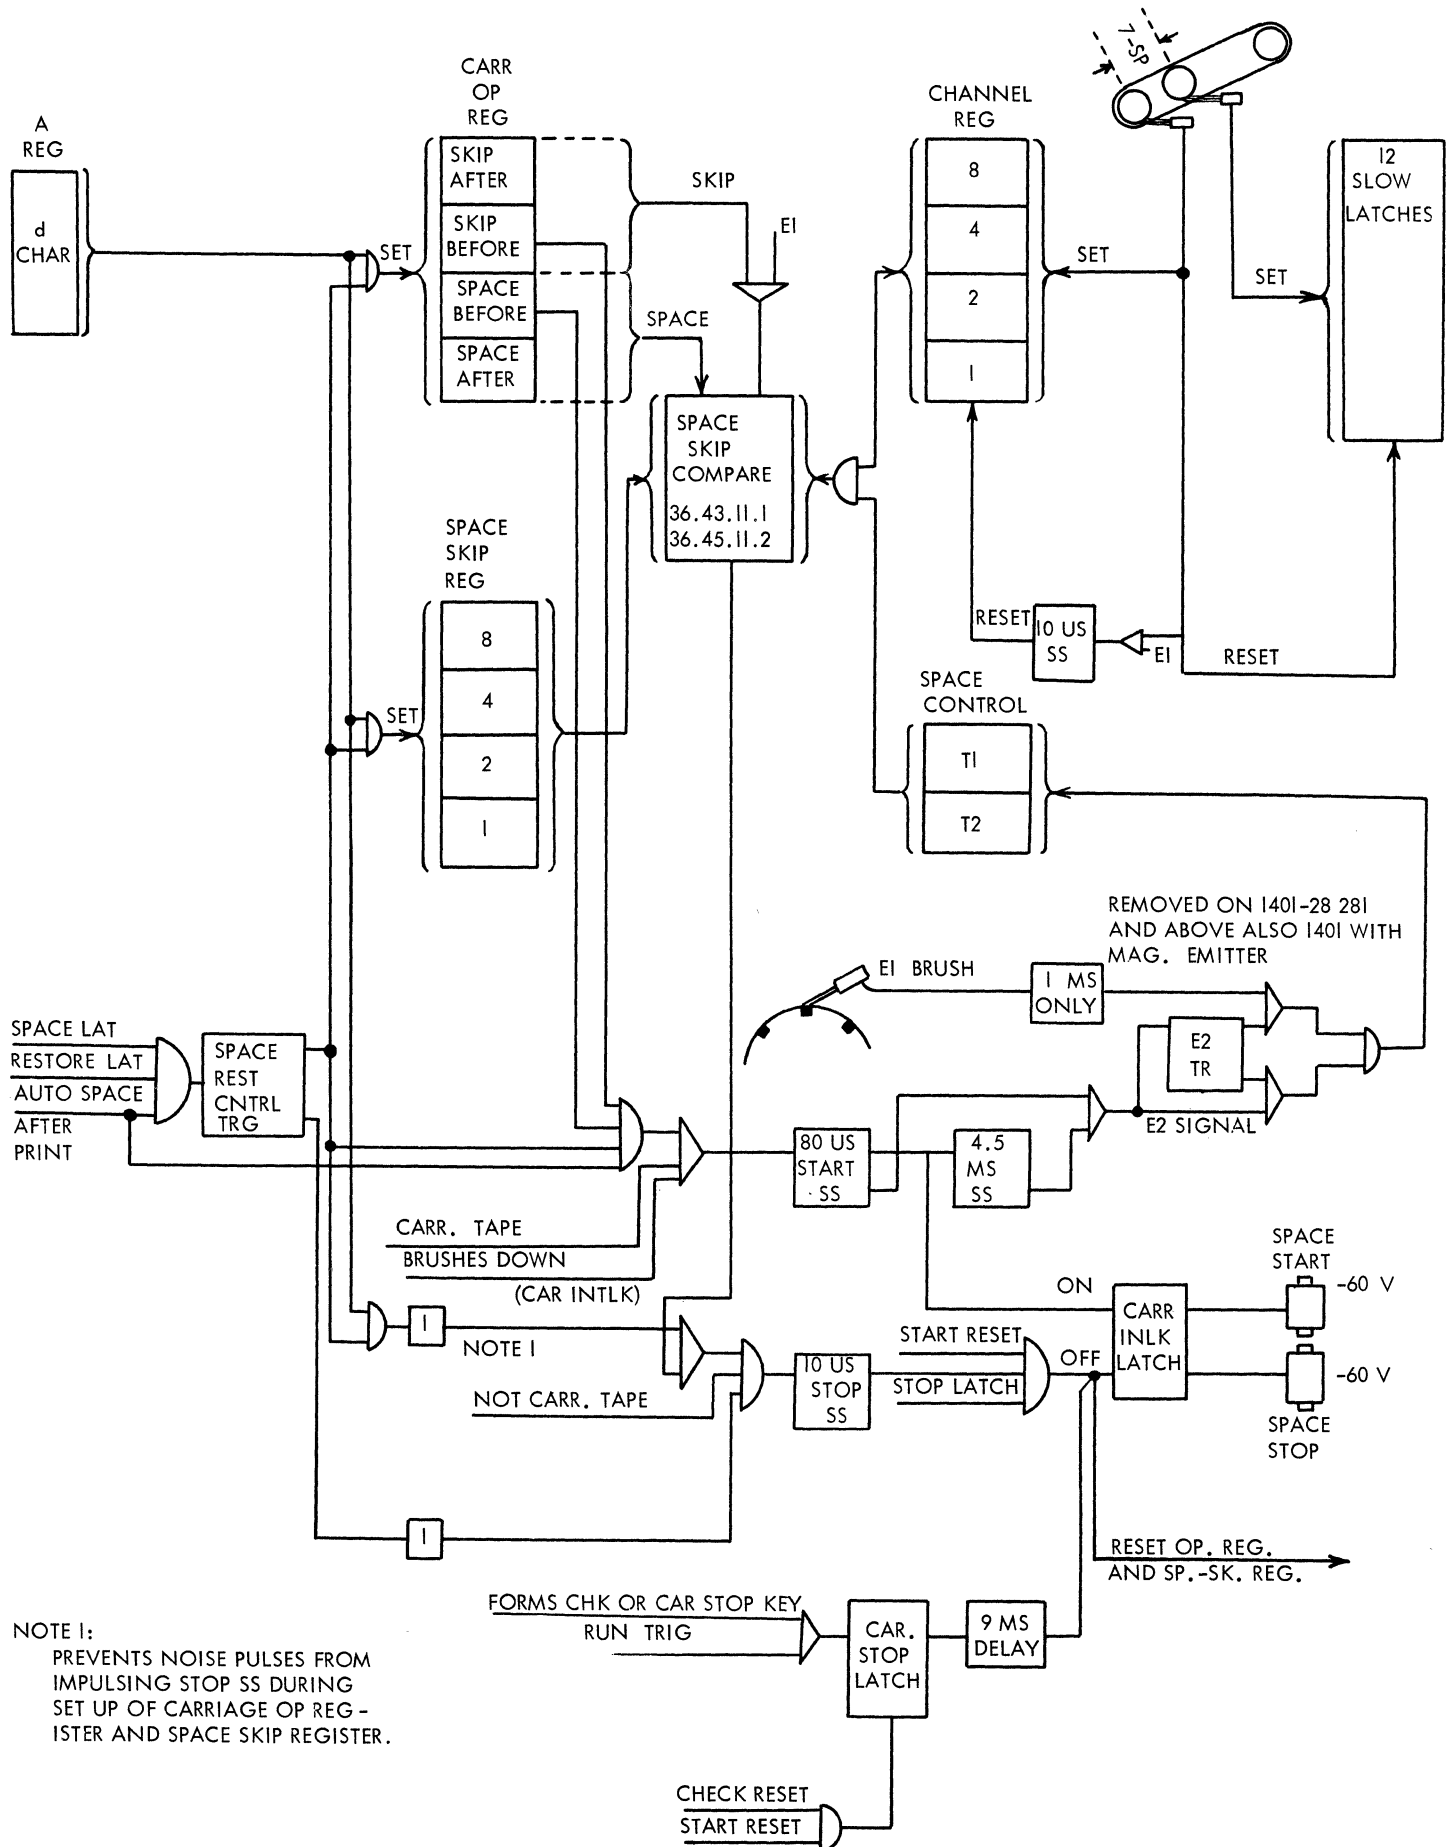 7-SP
CARR
OP
REG
CHANNEL
REG
A
REG
d
CHAR
SKIP
AFTER
SKIP
BEFORE
SPACE
BEFORE
SPACE
AFTER
SET
SKIP
E1
SPACE
8
4
2
1
SET
SET
12
SLOW
LATCHES
SPACE
SKIP
COMPARE
36.43.11.1
36.45.11.2
SPACE
SKIP
REG
8
4
2
1
SET
RESET
10 US
SS
E1
RESET
SPACE
CONTROL
T1
T2
REMOVED ON 1401-28 281
AND ABOVE ALSO 1401 WITH
MAG. EMITTER
E1 BRUSH
1 MS
ONLY
SPACE LAT
RESTORE LAT
AUTO SPACE
AFTER
PRINT
SPACE
REST
CNTRL
TRG
E2
TR
E2 SIGNAL
80 US
START
SS
4.5
MS
SS
CARR. TAPE
BRUSHES DOWN
(CAR INTLK)
SPACE
START
-60 V
ON
CARR
INLK
LATCH
1
NOTE 1
START RESET
OFF
STOP LATCH
10 US
STOP
SS
NOT CARR. TAPE
-60 V
SPACE
STOP
1
RESET OP. REG.
AND SP.-SK. REG.
FORMS CHK OR CAR STOP KEY
RUN TRIG
CAR.
STOP
LATCH
9 MS
DELAY
NOTE 1:
PREVENTS NOISE PULSES FROM
IMPULSING STOP SS DURING
SET UP OF CARRIAGE OP REG-
ISTER AND SPACE SKIP REGISTER.
CHECK RESET
START RESET